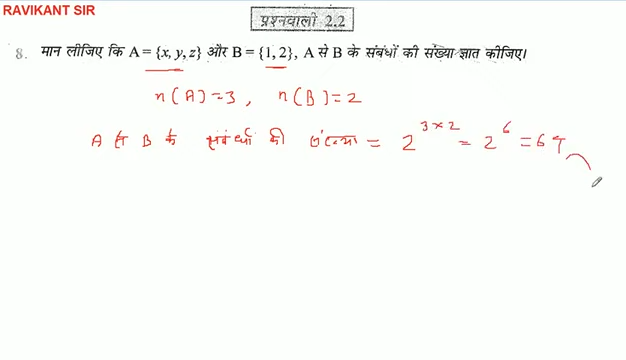 RAVIKANT SIR
प्रश्नावली 2.2
8. मान लीजिए कि A = {x, y, z} और B = {1, 2}, A से B के संबंधों की संख्या ज्ञात कीजिए।
n(A)=3, n(B)=2
A से B के संबंधों की संख्या = 2^{3×2} = 2^6 = 64